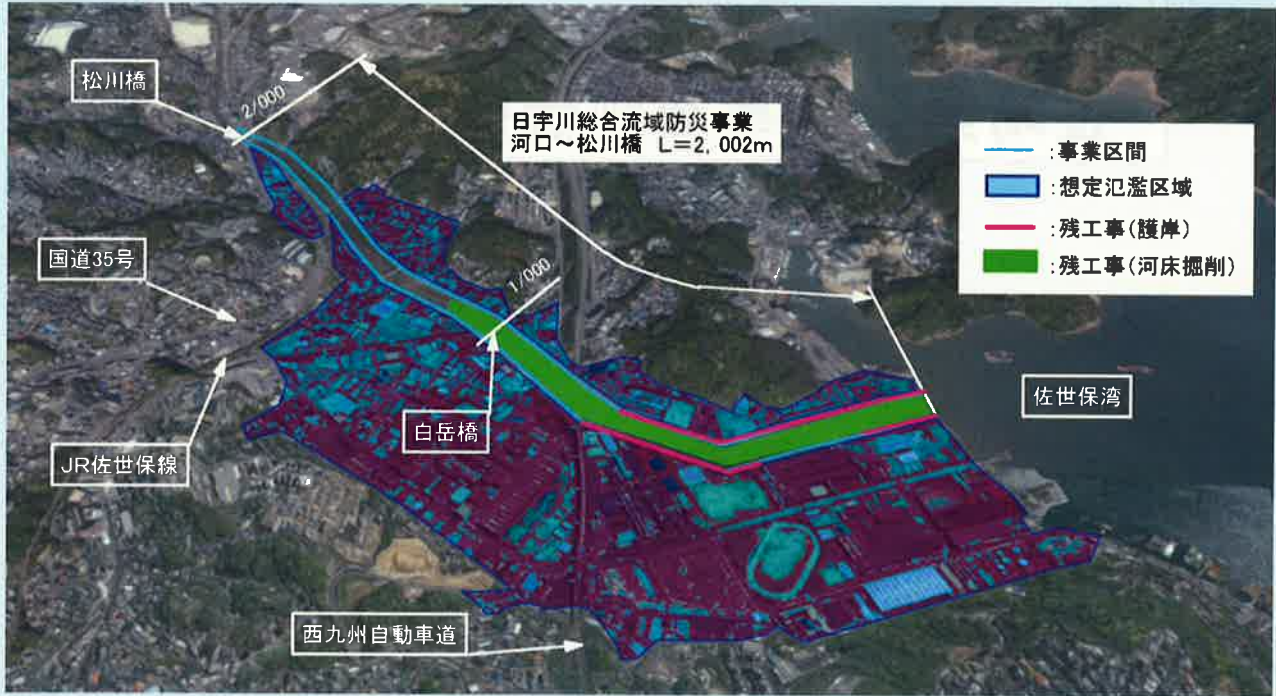 松川橋
2/000
日宇川総合流域防災事業
河口～松川橋 L=2,002m
:事業区間
:想定氾濫区域
:残工事(護岸)
:残工事(河床掘削)
国道35号
1/000
佐世保湾
白岳橋
JR佐世保線
西九州自動車道